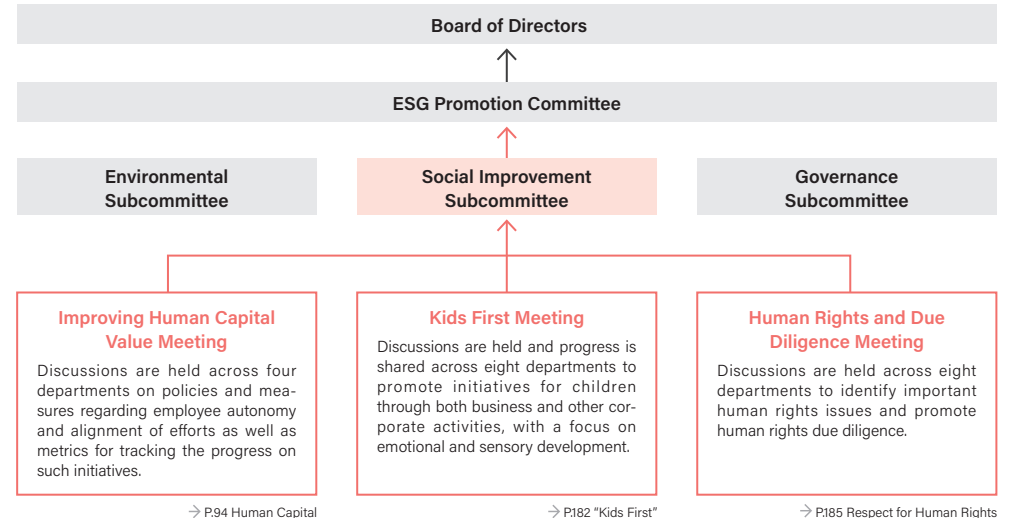 Board of Directors
ESG Promotion Committee
Environmental
Subcommittee
Social Improvement
Subcommittee
Governance
Subcommittee
Improving Human Capital
Value Meeting
Discussions are held across four
departments on policies and mea-
sures regarding employee autonomy
and alignment of efforts as well as
metrics for tracking the progress on
such initiatives.
→ P.94 Human Capital
Kids First Meeting
Discussions are held and progress is
shared across eight departments to
promote initiatives for children
through both business and other cor-
porate activities, with a focus on
emotional and sensory development.
→ P.182 “Kids First”
Human Rights and Due
Diligence Meeting
Discussions are held across eight
departments to identify important
human rights issues and promote
human rights due diligence.
→ P.185 Respect for Human Rights